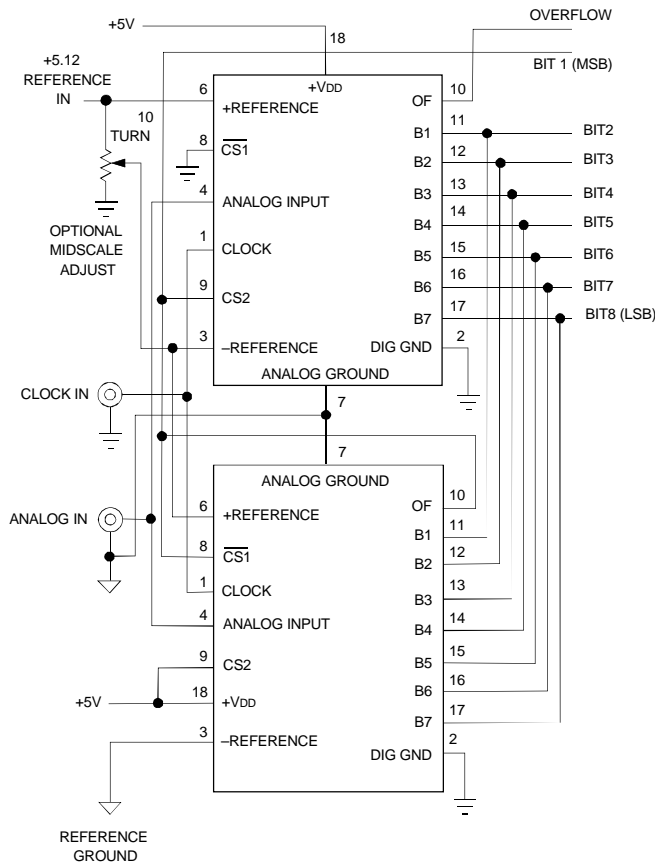 OVERFLOW
+5V
18
BIT 1 (MSB)
+5.12
REFERENCE
IN
6
+VDD
10
+REFERENCE
OF
10
TURN
11
8
B1
BIT2
CS1
12
B2
BIT3
4
13
ANALOG INPUT
B3
BIT4
14
OPTIONAL
MIDSCALE
ADJUST
B4
BIT5
1
CLOCK
15
B5
BIT6
9
16
CS2
B6
BIT7
17
B7
BIT8 (LSB)
3
2
–REFERENCE
DIG GND
ANALOG GROUND
CLOCK IN
7
7
ANALOG GROUND
6
10
OF
ANALOG IN
+REFERENCE
11
B1
8
12
CS1
B2
1
CLOCK
13
B3
4
14
ANALOG INPUT
B4
15
9
CS2
B5
16
+5V
18
+VDD
B6
17
B7
3
2
–REFERENCE
DIG GND
REFERENCE
GROUND